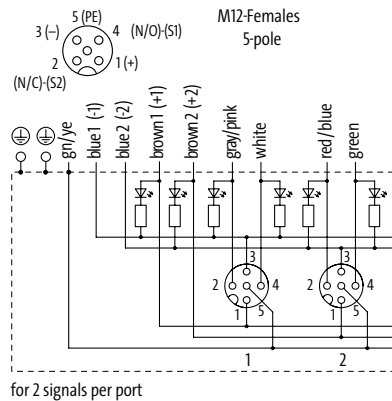 M12-Females
5-pole
5 (PE)
3 (–)
4 (N/O)-(S1)
2
1 (+)
(N/C)-(S2)
gn/ye
blue1 (-1)
blue2 (-2)
brown1 (+1)
brown2 (+2)
gray/pink
white
red/blue
green
3
2
4
1
5
3
2
4
1
5
1
2
for 2 signals per port